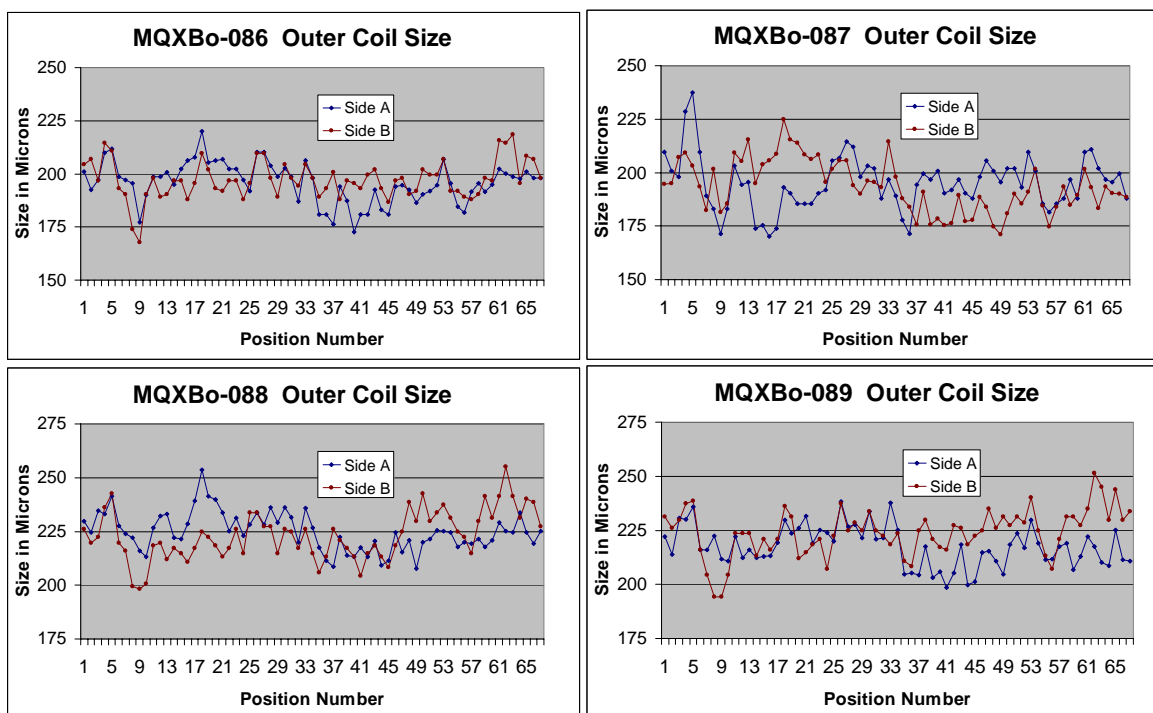 MQXBo-086 Outer Coil Size
250
225
200
175
150
Size in Microns
Side A
Side B
1 5 9 13 17 21 25 29 33 37 41 45 49 53 57 61 65
Position Number
MQXBo-087 Outer Coil Size
250
225
200
175
150
Size in Microns
Side A
Side B
1 5 9 13 17 21 25 29 33 37 41 45 49 53 57 61 65
Position Number
MQXBo-088 Outer Coil Size
275
250
225
200
175
Size in Microns
Side A
Side B
1 5 9 13 17 21 25 29 33 37 41 45 49 53 57 61 65
Position Number
MQXBo-089 Outer Coil Size
275
250
225
200
175
Size in Microns
Side A
Side B
1 5 9 13 17 21 25 29 33 37 41 45 49 53 57 61 65
Position Number